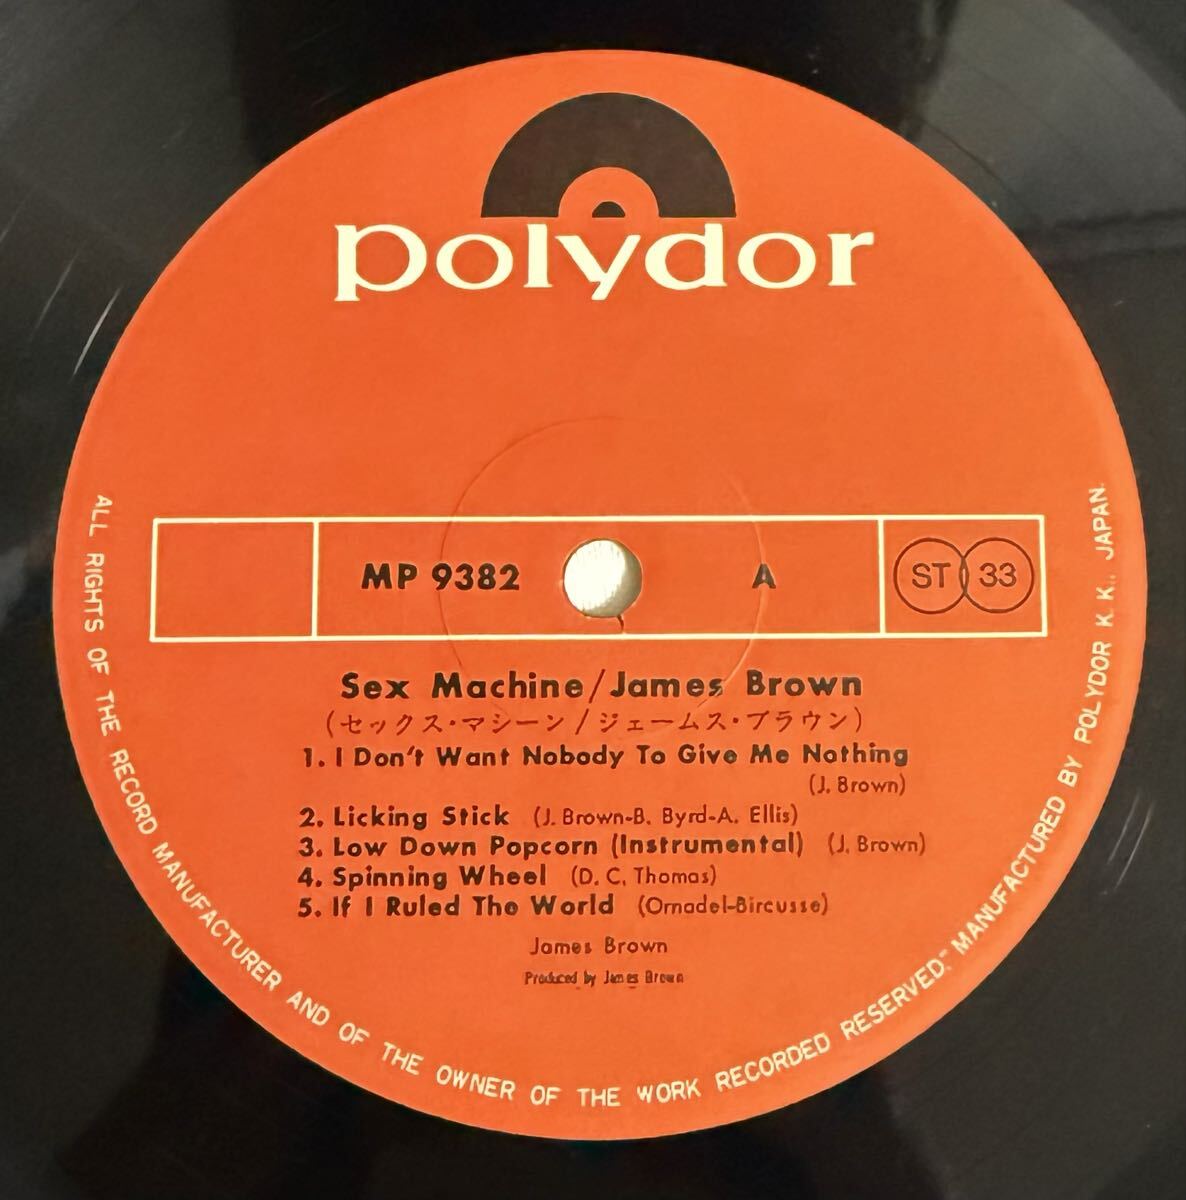 polydor
MP 9382 A ST 33
Sex Machine/James Brown
(セックス・マシーン/ジェームス・ブラウン)
1. I Don't Want Nobody To Give Me Nothing
(J. Brown)
2. Licking Stick (J. Brown-B. Byrd-A. Ellis)
3. Low Down Popcorn (Instrumental) (J. Brown)
4. Spinning Wheel (D. C. Thomas)
5. If I Ruled The World (Ornadel-Bircusse)
James Brown
Produced by James Brown
ALL RIGHTS OF THE RECORD MANUFACTURER AND OF THE OWNER OF THE WORK RECORDED RESERVED. MANUFACTURED BY POLYDOR K. K., JAPAN.